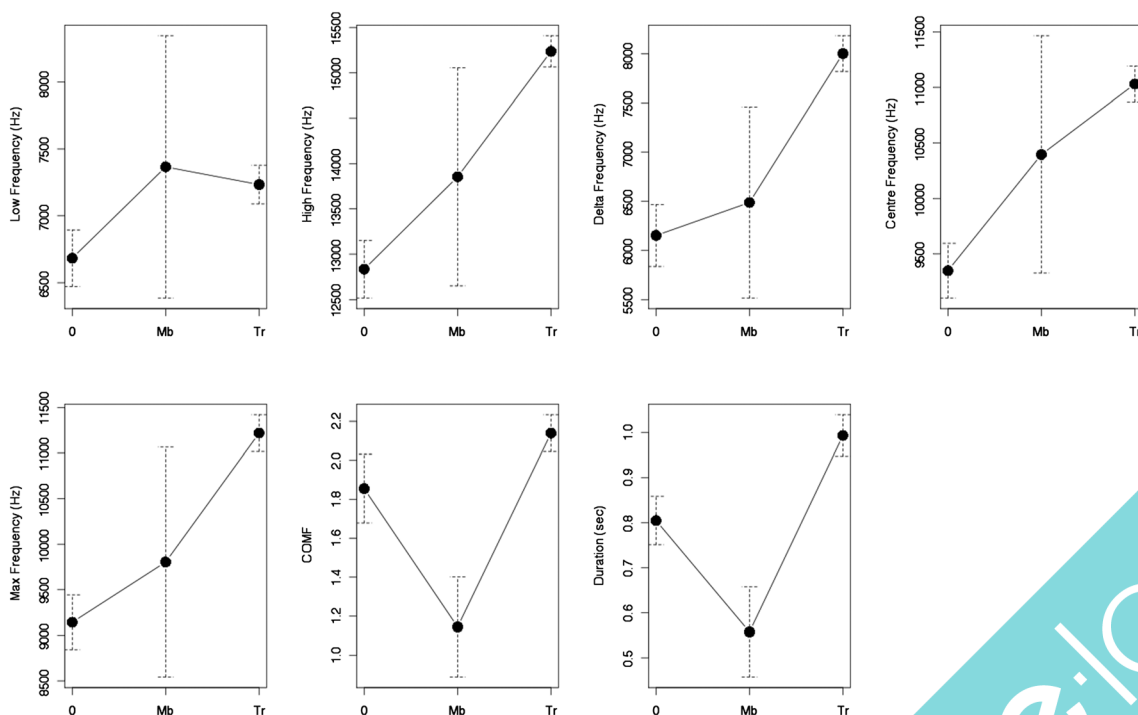 Low Frequency (Hz)
6500 7000 7500 8000
0 Mb Tr
High Frequency (Hz)
12500 13000 13500 14000 15000 15500
0 Mb Tr
Delta Frequency (Hz)
5500 6000 6500 7000 7500 8000
0 Mb Tr
Centre Frequency (Hz)
9500 10000 10500 11000 11500
0 Mb Tr
Max Frequency (Hz)
8500 9000 9500 10000 10500 11000 11500
0 Mb Tr
COMF
1.0 1.2 1.4 1.6 1.8 2.0 2.2
0 Mb Tr
Duration (sec)
0.5 0.6 0.7 0.8 0.9 1.0
0 Mb Tr